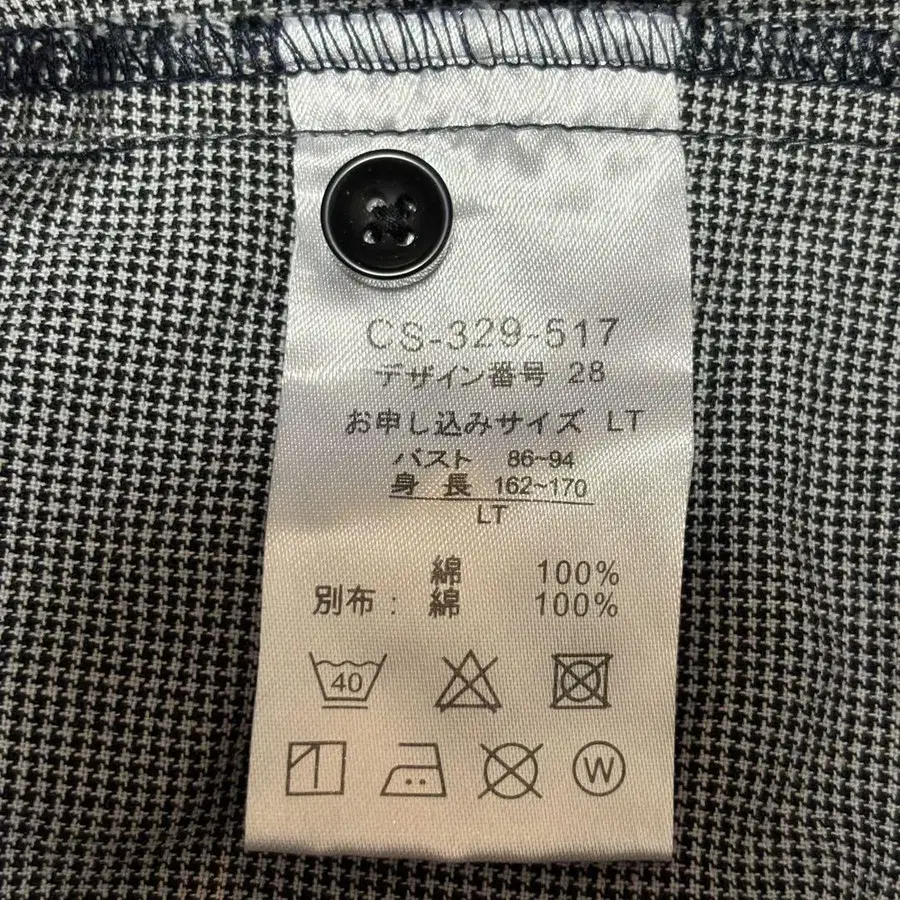 CS-329-517
デザイン番号 28
お申し込みサイズ LT
バスト 86~94
身 長 162~170
LT
綿 100%
別布: 綿 100%
40
W